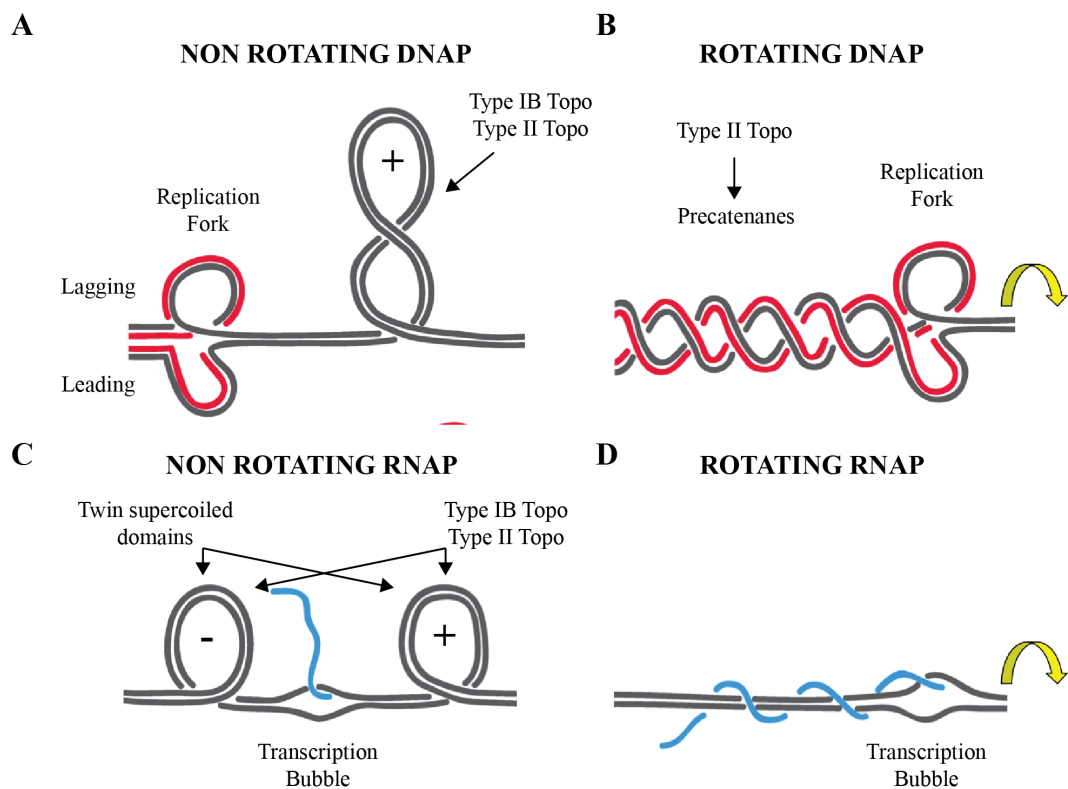 A
NON ROTATING DNAP
Type IB Topo
Type II Topo
+
Replication
Fork
Lagging
Leading
B
ROTATING DNAP
Type II Topo
Precatenanes
Replication
Fork
C
NON ROTATING RNAP
Twin supercoiled
domains
Type IB Topo
Type II Topo
-
+
Transcription
Bubble
D
ROTATING RNAP
Transcription
Bubble